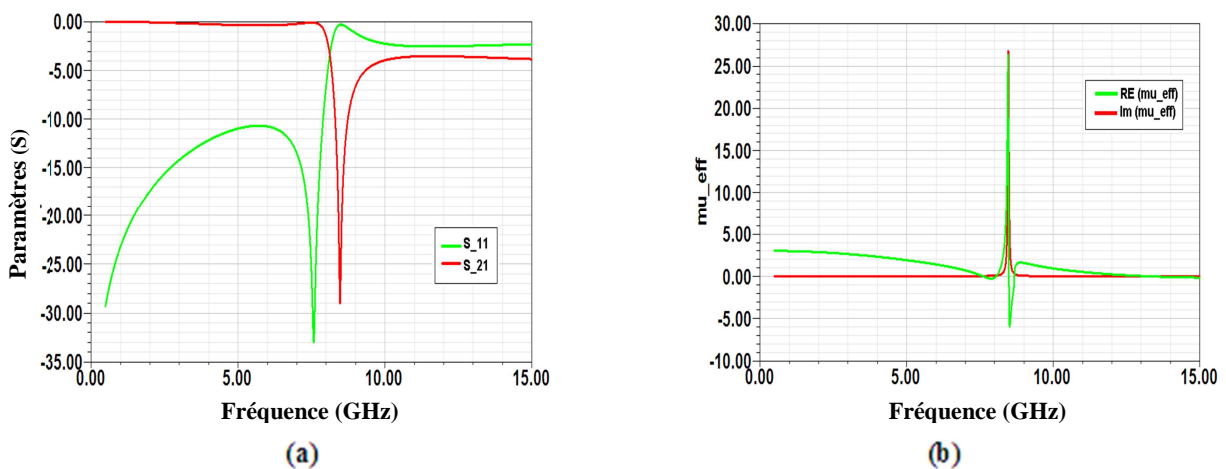 0.00
-5.00
-10.00
-15.00
-20.00
-25.00
-30.00
-35.00
Paramètres (S)
S_11
S_21
0.00
5.00
10.00
15.00
Fréquence (GHz)
(a)
30.00
25.00
20.00
15.00
10.00
5.00
0.00
-5.00
-10.00
mu_eff
RE (mu_eff)
Im (mu_eff)
0.00
5.00
10.00
15.00
Fréquence (GHz)
(b)